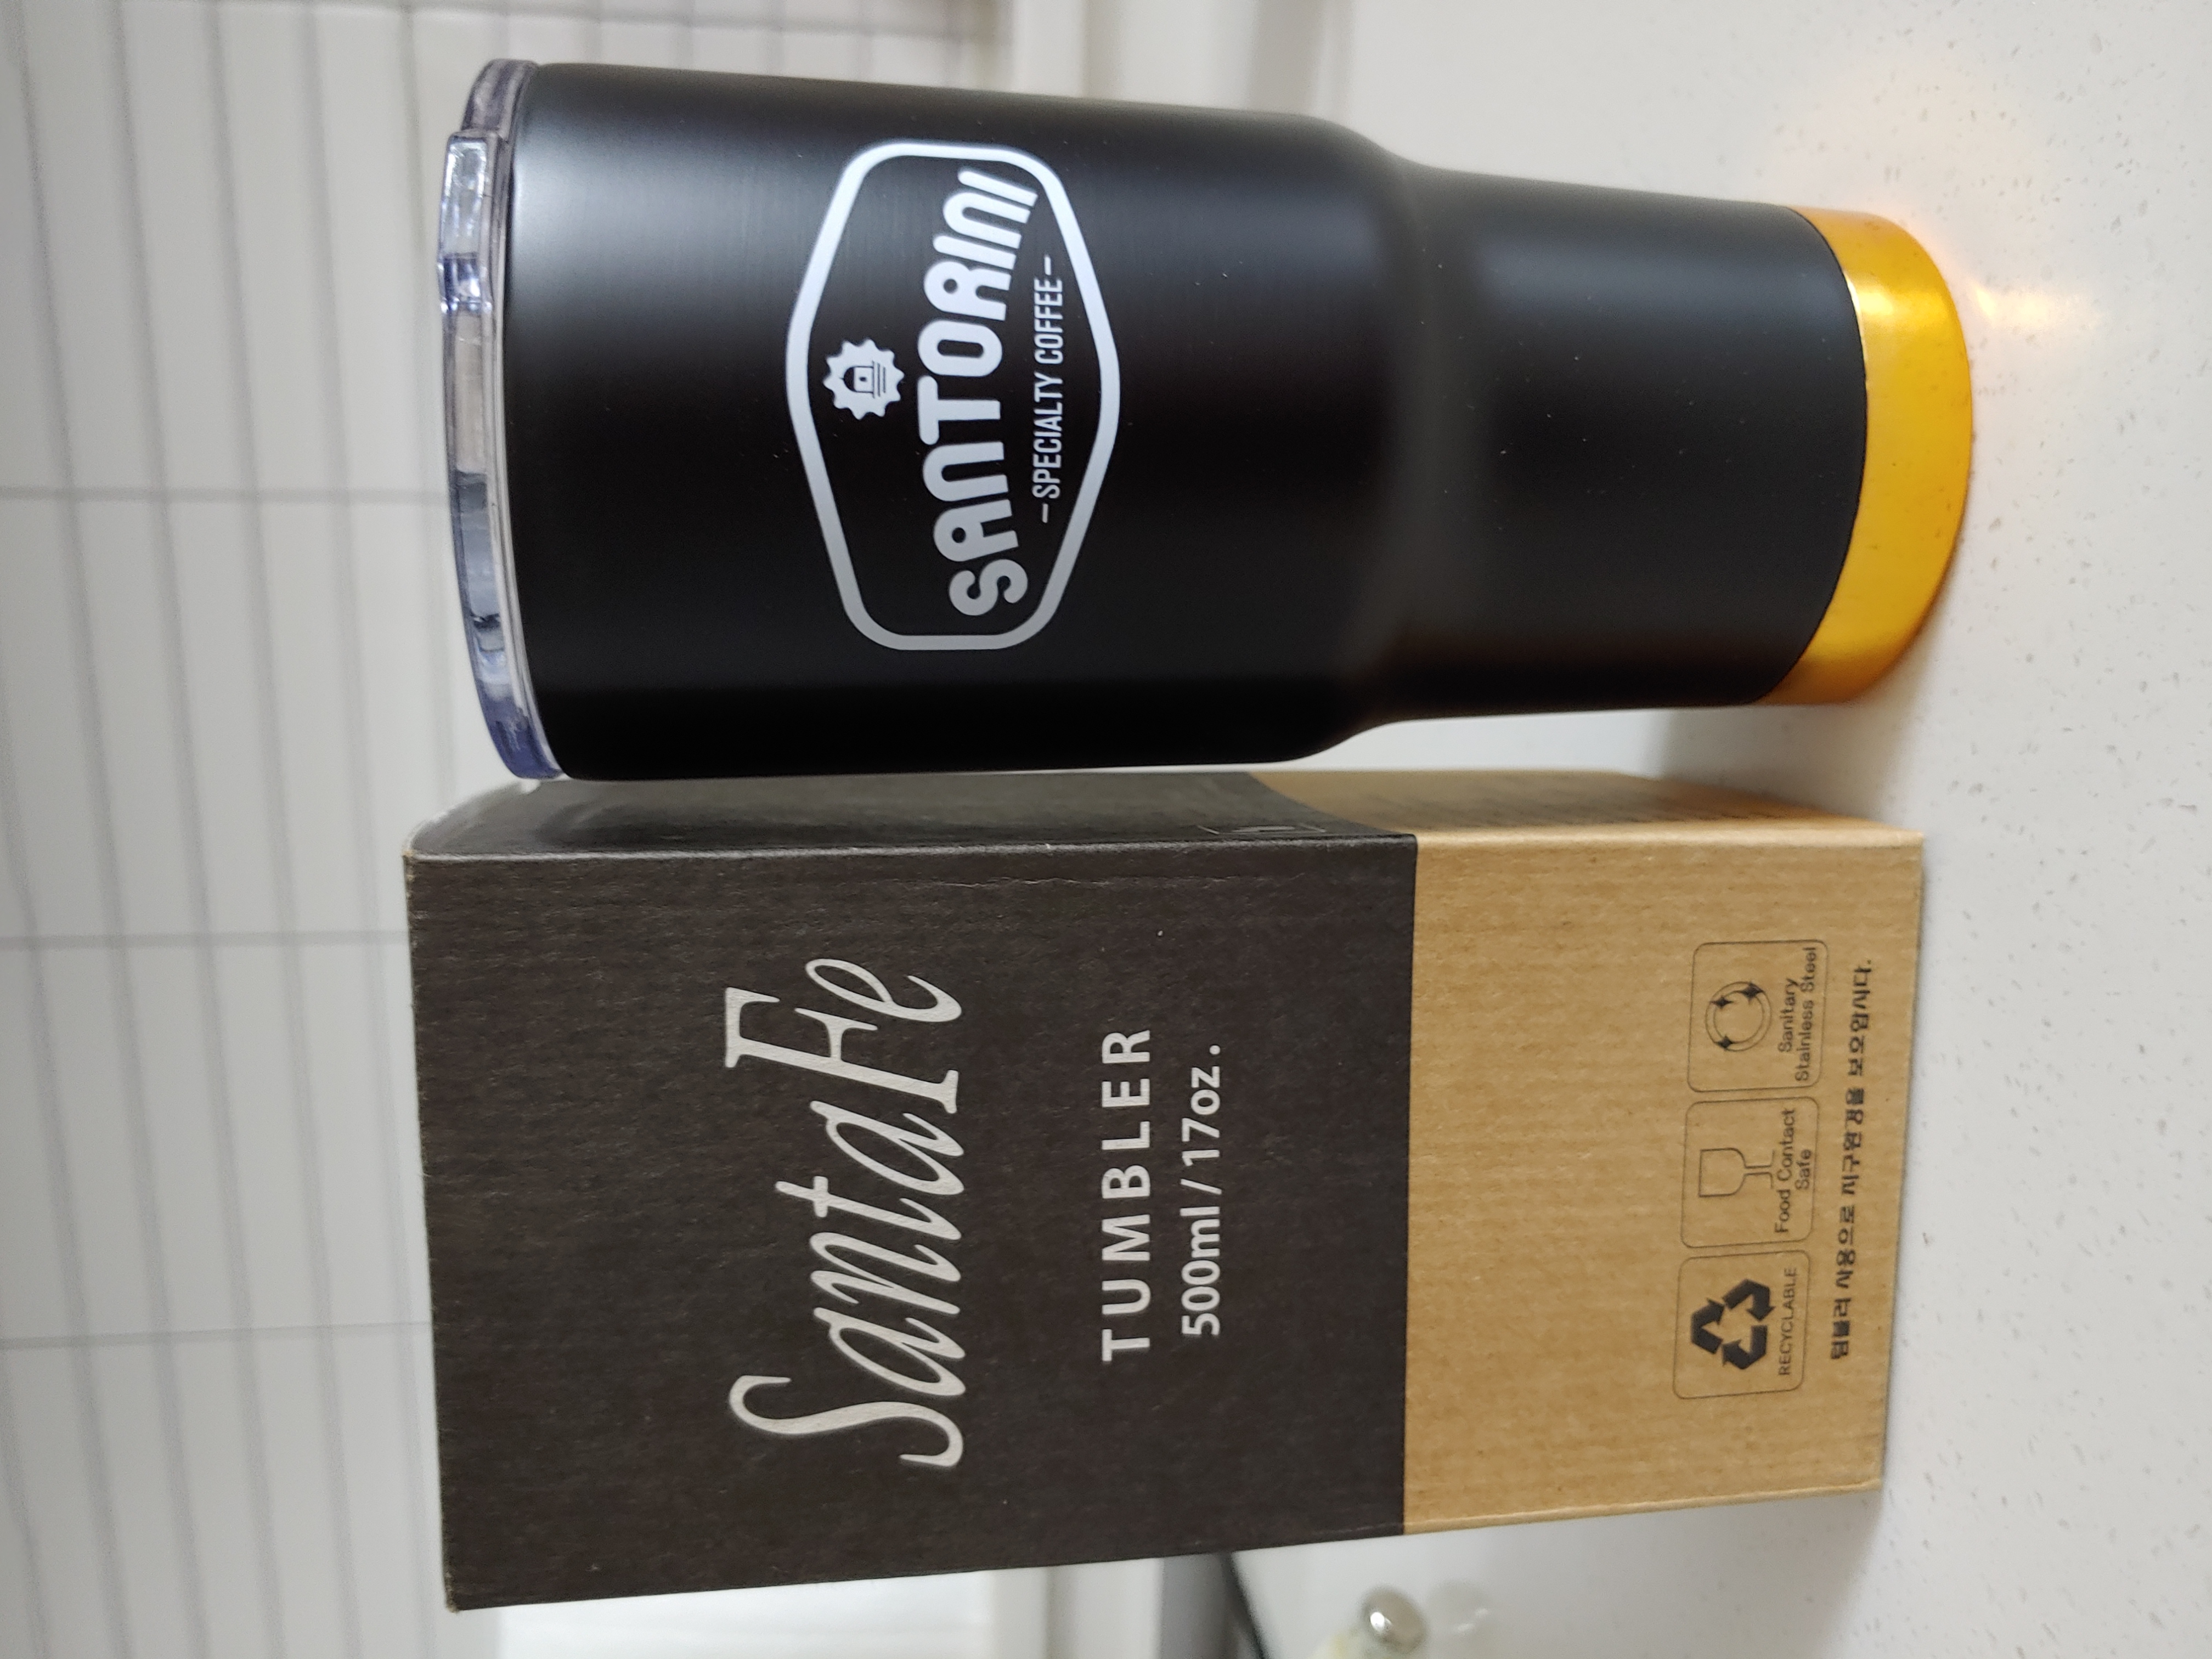 SantaFe
TUMBLER
500ml / 17oz.
RECYCLABLE
Food Contact
Safe
Sanitary
Stainless Steel
텀블러 사용으로 지구환경을 보호합시다.
SANTORINI
–SPECIALTY COFFEE–